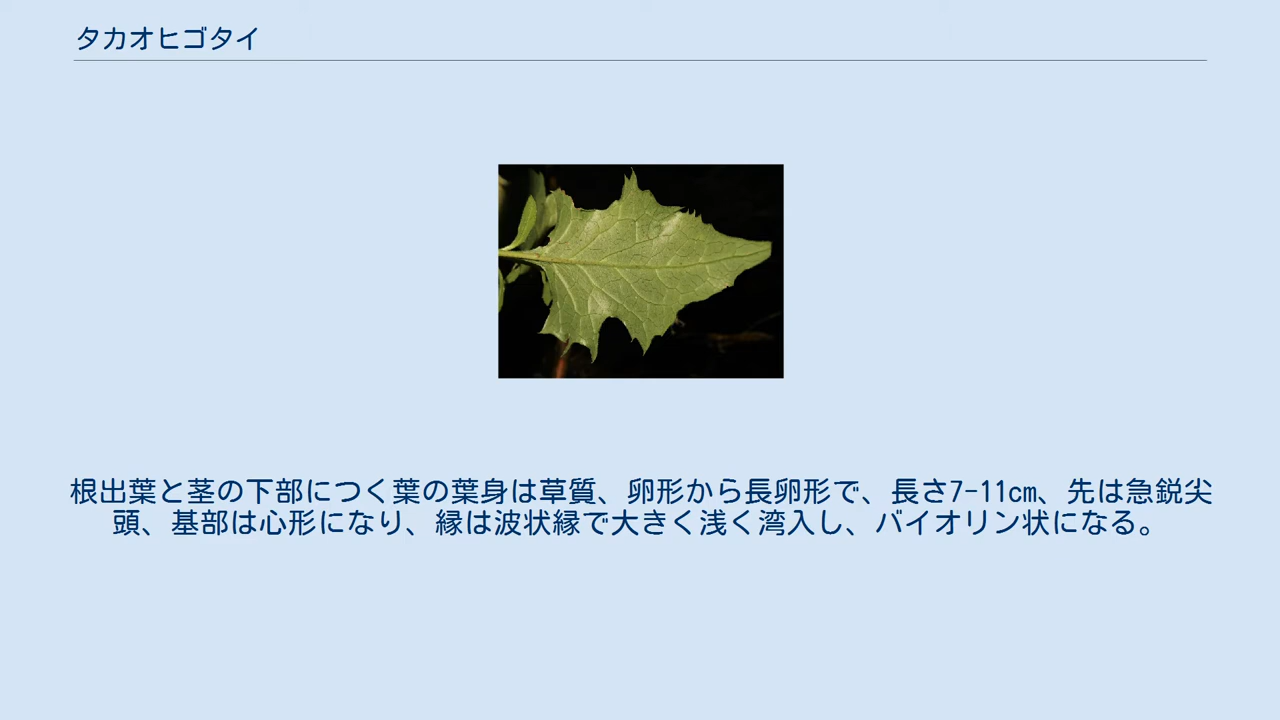 タカオヒゴタイ
根出葉と茎の下部につく葉の葉身は草質、卵形から長卵形で、長さ7-11cm、先は急鋭尖
頭、基部は心形になり、縁は波状縁で大きく浅く湾入し、バイオリン状になる。